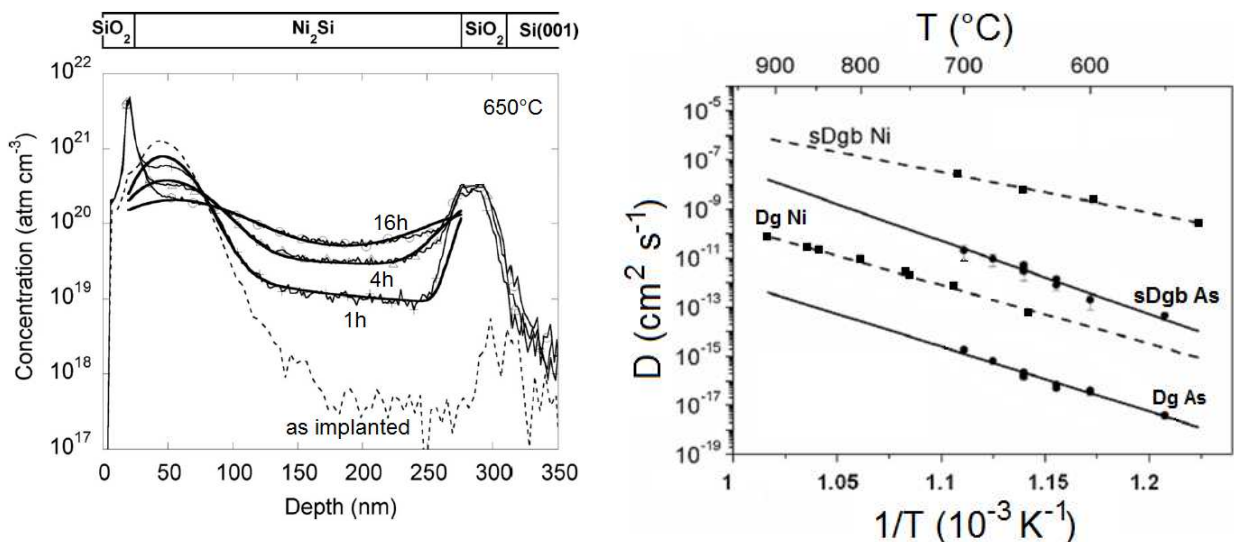 SiO2 Ni2Si SiO2 Si(001)
10^22
10^21
10^20
10^19
10^18
10^17
Concentration (atm cm^-3)
650°C
16h
4h
1h
as implanted
0 50 100 150 200 250 300 350
Depth (nm)
T (°C)
900 800 700 600
10^-5
10^-7
10^-9
10^-11
10^-13
10^-15
10^-17
10^-19
D (cm^2 s^-1)
sDgb Ni
Dg Ni
sDgb As
Dg As
1 1.05 1.1 1.15 1.2
1/T (10^-3 K^-1)